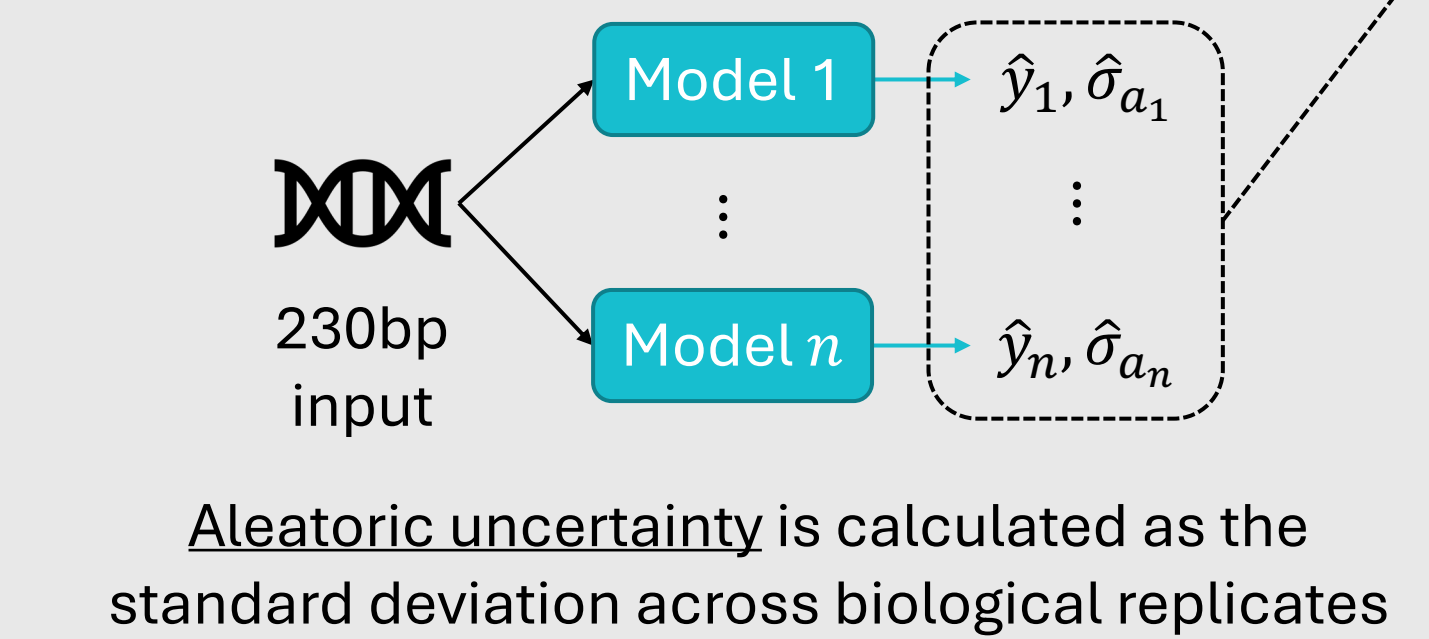 Model 1
ŷ₁, σ̂ₐ₁
⋮
⋮
230bp
input
Model n
ŷₙ, σ̂ₐₙ
Aleatoric uncertainty is calculated as the
standard deviation across biological replicates